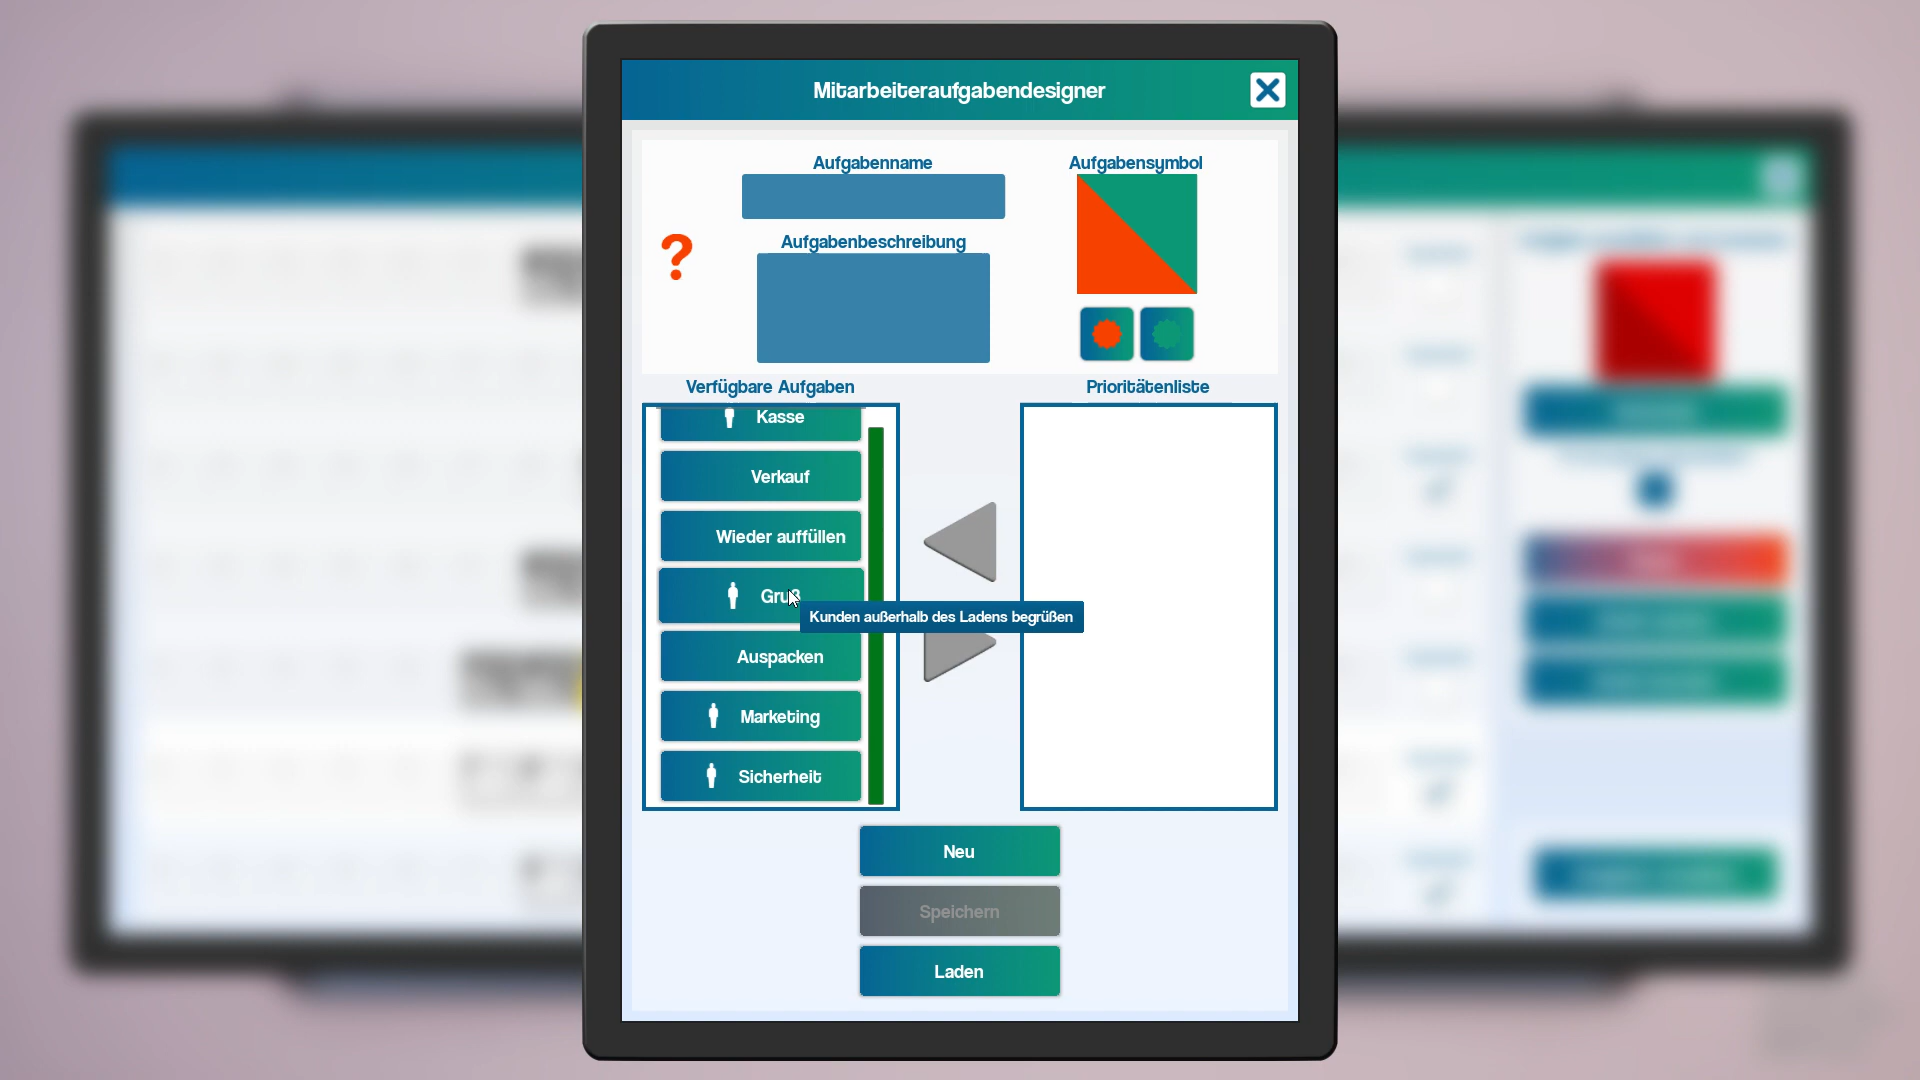 Mitarbeiteraufgabendesigner
Aufgabenname
Aufgabensymbol
?
Aufgabenbeschreibung
Verfügbare Aufgaben
Prioritätenliste
Kasse
Verkauf
Wieder auffüllen
Gruß
Kunden außerhalb des Ladens begrüßen
Auspacken
Marketing
Sicherheit
Neu
Speichern
Laden